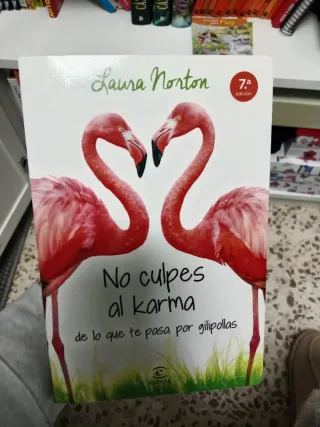 Laura Norton
7.ª
edición
No culpes
al karma
de lo que te pasa por gilipollas